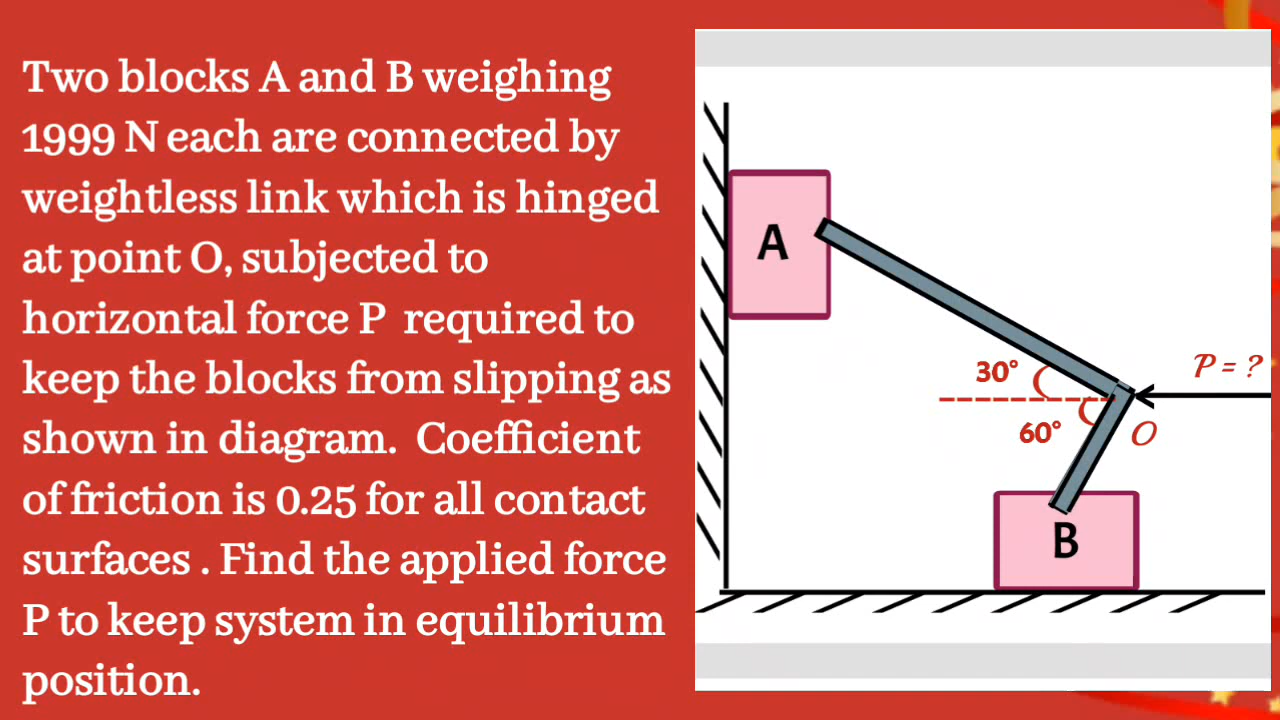 Two blocks A and B weighing
1999 N each are connected by
weightless link which is hinged
at point O, subjected to
horizontal force P required to
keep the blocks from slipping as
shown in diagram. Coefficient
of friction is 0.25 for all contact
surfaces . Find the applied force
P to keep system in equilibrium
position.
A
30°
P = ?
60°
O
B